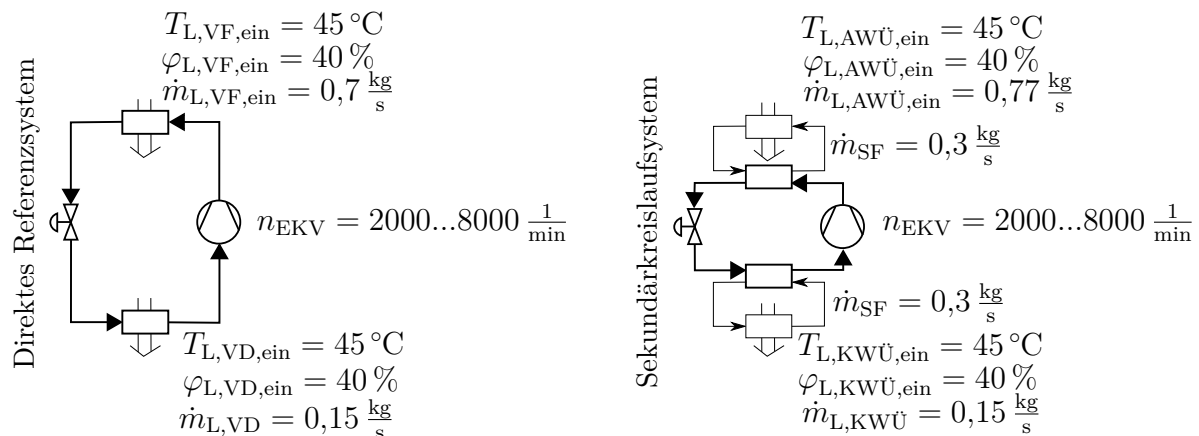 Direktes Referenzsystem
T_L,VF,ein = 45 °C
φ_L,VF,ein = 40 %
ṁ_L,VF,ein = 0,7 kg/s
n_EKV = 2000...8000 1/min
T_L,VD,ein = 45 °C
φ_L,VD,ein = 40 %
ṁ_L,VD = 0,15 kg/s
Sekundärkreislaufsystem
T_L,AWÜ,ein = 45 °C
φ_L,AWÜ,ein = 40 %
ṁ_L,AWÜ,ein = 0,77 kg/s
ṁ_SF = 0,3 kg/s
n_EKV = 2000...8000 1/min
ṁ_SF = 0,3 kg/s
T_L,KWÜ,ein = 45 °C
φ_L,KWÜ,ein = 40 %
ṁ_L,KWÜ = 0,15 kg/s